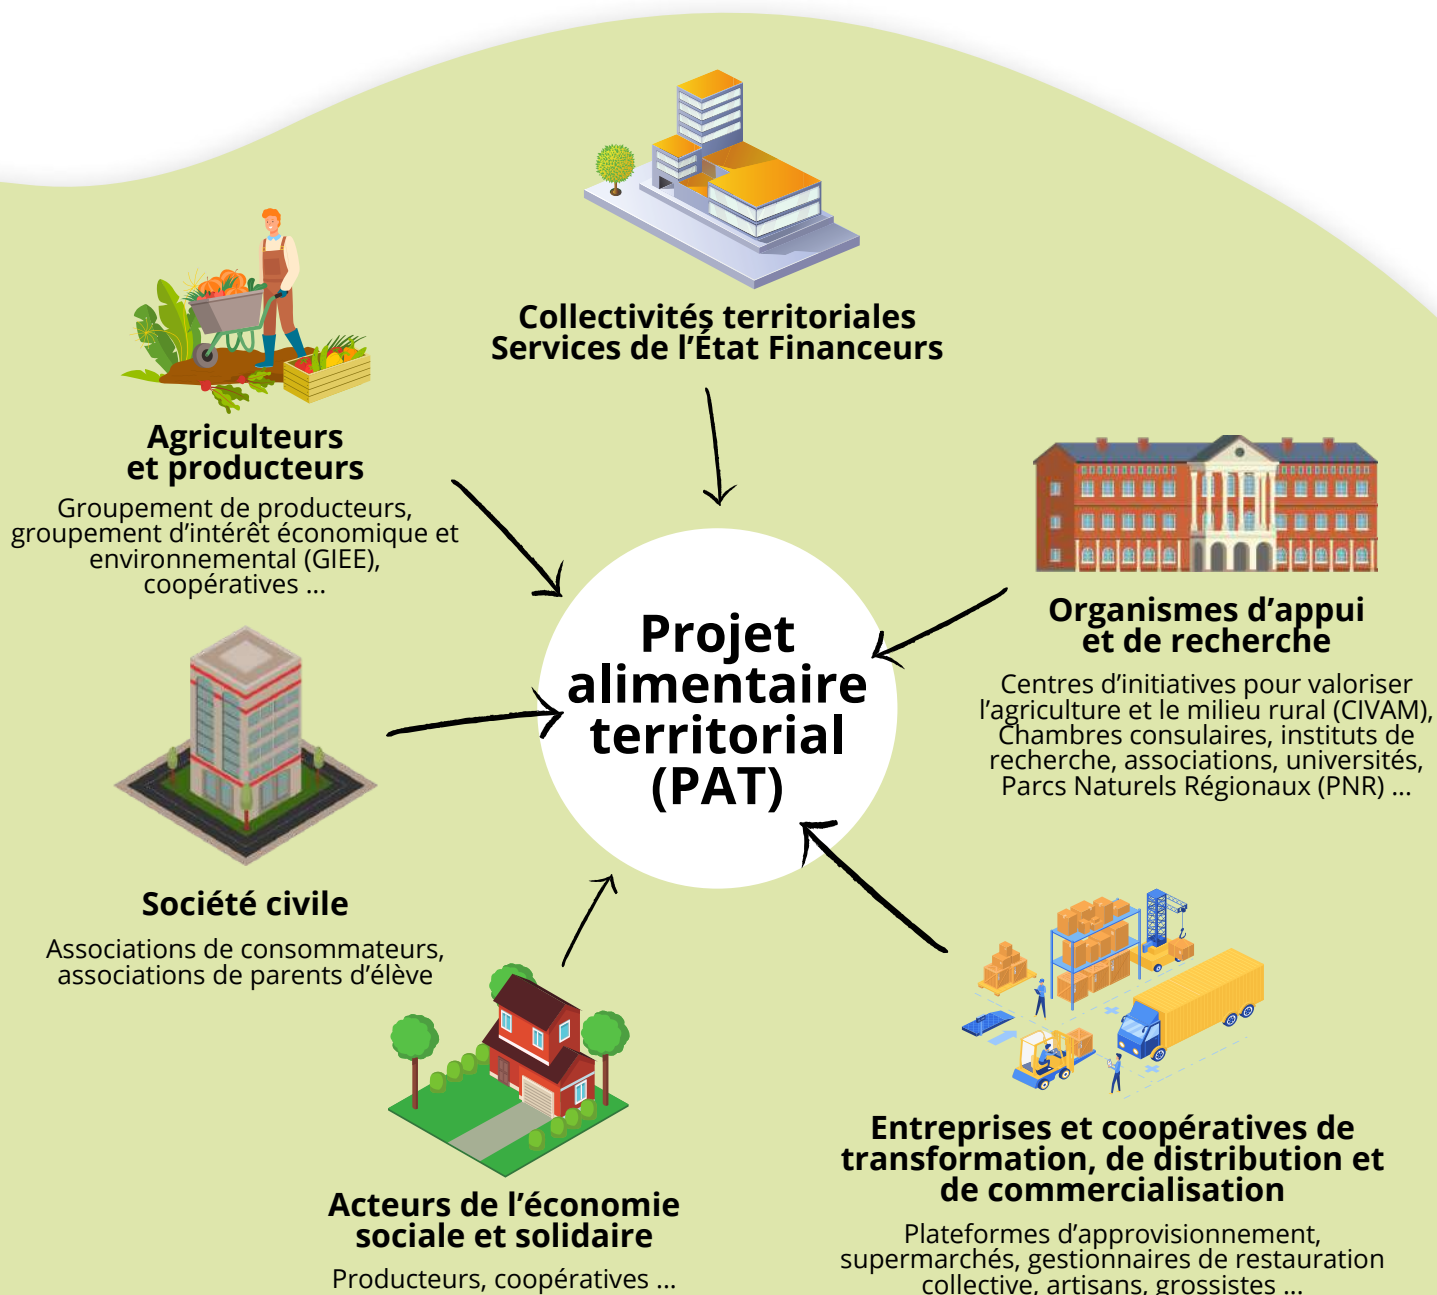 Collectivités territoriales
Services de l'État Financeurs
Agriculteurs
et producteurs
Groupement de producteurs,
groupement d'intérêt économique et
environnemental (GIEE),
coopératives ...
Organismes d'appui
et de recherche
Centres d'initiatives pour valoriser
l'agriculture et le milieu rural (CIVAM),
Chambres consulaires, instituts de
recherche, associations, universités,
Parcs Naturels Régionaux (PNR) ...
Projet
alimentaire
territorial
(PAT)
Société civile
Associations de consommateurs,
associations de parents d'élève
Acteurs de l'économie
sociale et solidaire
Producteurs, coopératives ...
Entreprises et coopératives de
transformation, de distribution et
de commercialisation
Plateformes d'approvisionnement,
supermarchés, gestionnaires de restauration
collective, artisans, grossistes ...